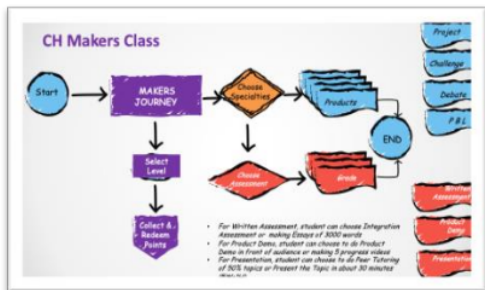 CH Makers Class
Start
MAKERS
JOURNEY
Choose
Specialties
Products
END
Select
Level
Choose
Assessment
Grade
Collect &
Redeem
Points
Project
Challenge
Debate
P B L
Written
Assessment
Product
Demo
Presentation
• For Written Assessment, student can choose Integration
Assessment or making Essays of 3000 words
• For Product Demo, student can choose to do Product
Demo in front of audience or making 5 progress videos
• For Presentation, student can choose to do Peer Tutoring
of 50% topics or Present the Topic in about 30 minutes